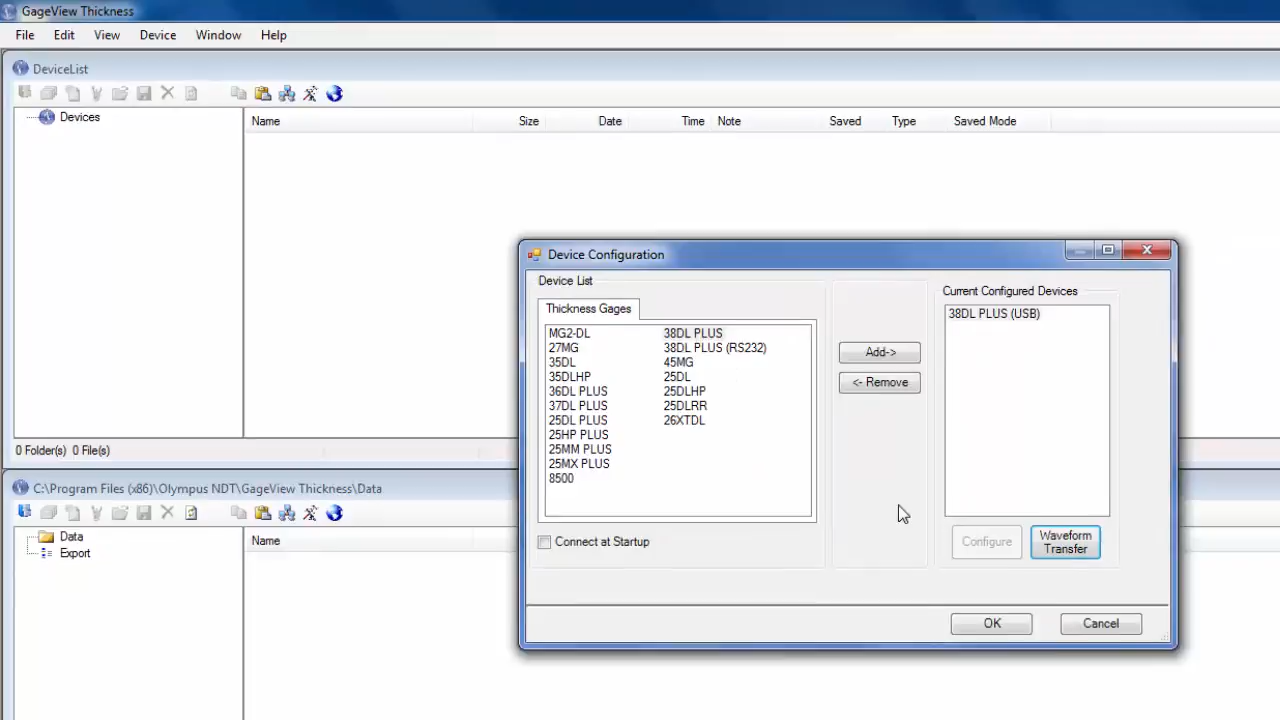 GageView Thickness
File Edit View Device Window Help
DeviceList
Devices
Name Size Date Time Note Saved Type Saved Mode
0 Folder(s) 0 File(s)
C:\Program Files (x86)\Olympus NDT\GageView Thickness\Data
Data
Export
Name
Device Configuration
Device List
Thickness Gages
MG2-DL
27MG
35DL
35DLHP
36DL PLUS
37DL PLUS
25DL PLUS
25HP PLUS
25MM PLUS
25MX PLUS
8500
38DL PLUS
38DL PLUS (RS232)
45MG
25DL
25DLHP
25DLRR
26XTDL
Connect at Startup
Add->
<- Remove
Current Configured Devices
38DL PLUS (USB)
Configure
Waveform
Transfer
OK
Cancel